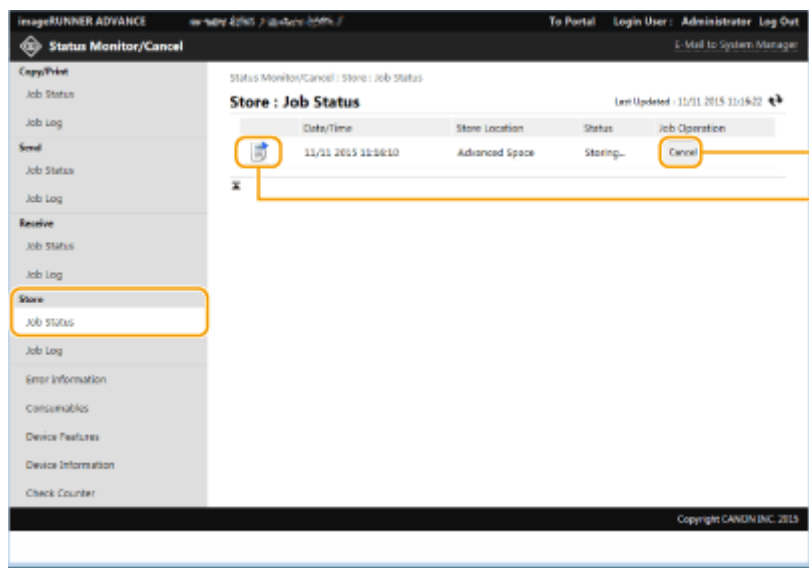 imageRUNNER ADVANCE To Portal Login User : Administrator Log Out
Status Monitor/Cancel E-Mail to System Manager
Copy/Print
Job Status
Job Log
Send
Job Status
Job Log
Receive
Job Status
Job Log
Store
Job Status
Job Log
Error Information
Consumables
Device Features
Device Information
Check Counter
Status Monitor/Cancel : Store : Job Status
Store : Job Status Last Updated : 11/11 2015 11:16:22
Date/Time Store Location Status Job Operation
11/11 2015 11:16:10 Advanced Space Storing... Cancel
Copyright CANON INC. 2015